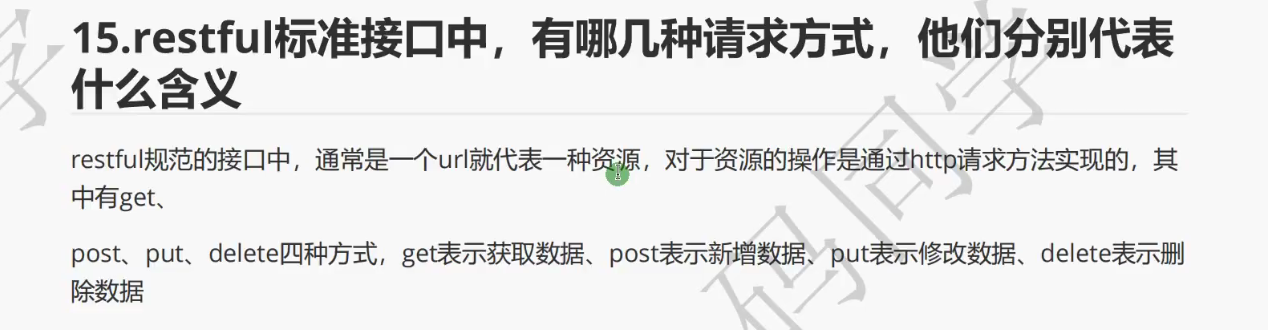 15.restful标准接口中，有哪几种请求方式，他们分别代表
什么含义
restful规范的接口中，通常是一个url就代表一种资源，对于资源的操作是通过http请求方法实现的，其
中有get、
post、put、delete四种方式，get表示获取数据、post表示新增数据、put表示修改数据、delete表示删
除数据
码同学
学